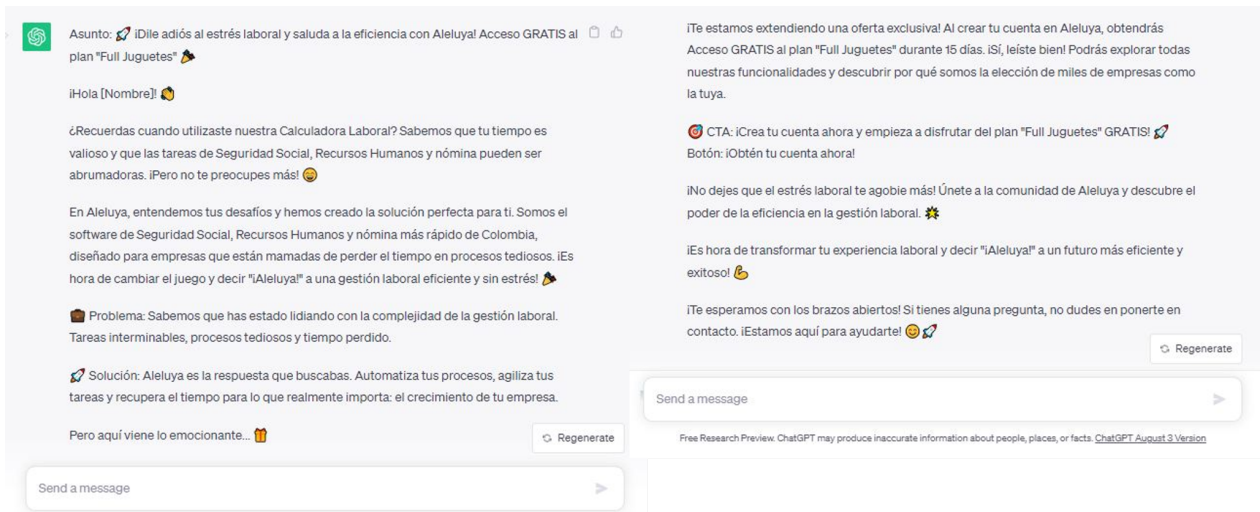 Asunto: 🚀 ¡Dile adiós al estrés laboral y saluda a la eficiencia con Aleluya! Acceso GRATIS al
plan "Full Juguetes" 🎉
¡Hola [Nombre]! 👋
¿Recuerdas cuando utilizaste nuestra Calculadora Laboral? Sabemos que tu tiempo es
valioso y que las tareas de Seguridad Social, Recursos Humanos y nómina pueden ser
abrumadoras. ¡Pero no te preocupes más! 😄
En Aleluya, entendemos tus desafíos y hemos creado la solución perfecta para ti. Somos el
software de Seguridad Social, Recursos Humanos y nómina más rápido de Colombia,
diseñado para empresas que están mamadas de perder el tiempo en procesos tediosos. ¡Es
hora de cambiar el juego y decir "¡Aleluya!" a una gestión laboral eficiente y sin estrés! 🎉
💼 Problema: Sabemos que has estado lidiando con la complejidad de la gestión laboral.
Tareas interminables, procesos tediosos y tiempo perdido.
🚀 Solución: Aleluya es la respuesta que buscabas. Automatiza tus procesos, agiliza tus
tareas y recupera el tiempo para lo que realmente importa: el crecimiento de tu empresa.
Pero aquí viene lo emocionante... 🎁
Regenerate
Send a message
¡Te estamos extendiendo una oferta exclusiva! Al crear tu cuenta en Aleluya, obtendrás
Acceso GRATIS al plan "Full Juguetes" durante 15 días. ¡Sí, leíste bien! Podrás explorar todas
nuestras funcionalidades y descubrir por qué somos la elección de miles de empresas como
la tuya.
🎯 CTA: ¡Crea tu cuenta ahora y empieza a disfrutar del plan "Full Juguetes" GRATIS! 🚀
Botón: ¡Obtén tu cuenta ahora!
¡No dejes que el estrés laboral te agobie más! Únete a la comunidad de Aleluya y descubre el
poder de la eficiencia en la gestión laboral. 🌟
¡Es hora de transformar tu experiencia laboral y decir "¡Aleluya!" a un futuro más eficiente y
exitoso! 💪
¡Te esperamos con los brazos abiertos! Si tienes alguna pregunta, no dudes en ponerte en
contacto. ¡Estamos aquí para ayudarte! 😊🚀
Regenerate
Send a message
Free Research Preview. ChatGPT may produce inaccurate information about people, places, or facts. ChatGPT August 3 Version